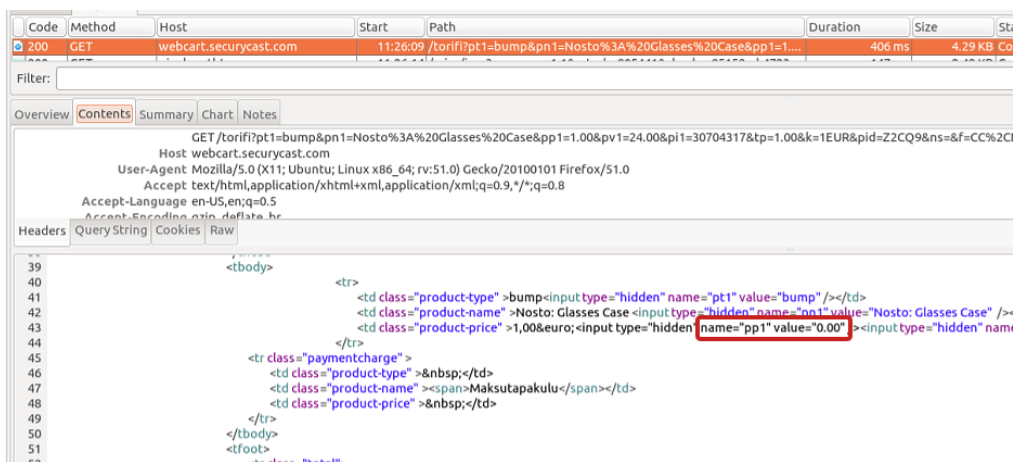 Code Method Host Start Path Duration Size Sta
200 GET webcart.securycast.com 11:26:09 /torifi?pt1=bump&pn1=Nosto%3A%20Glasses%20Case&pp1=1.... 406 ms 4.29 KB Co
Filter:
Overview Contents Summary Chart Notes
GET /torifi?pt1=bump&pn1=Nosto%3A%20Glasses%20Case&pp1=1.00&pv1=24.00&pi1=30704317&tp=1.00&k=1EUR&pid=Z2CQ9&ns=&f=CC%2C
Host webcart.securycast.com
User-Agent Mozilla/5.0 (X11; Ubuntu; Linux x86_64; rv:51.0) Gecko/20100101 Firefox/51.0
Accept text/html,application/xhtml+xml,application/xml;q=0.9,*/*;q=0.8
Accept-Language en-US,en;q=0.5
Accept-Encoding gzip, deflate, br
Headers Query String Cookies Raw
39 <tbody>
40 <tr>
41 <td class="product-type" >bump<input type="hidden" name="pt1" value="bump" /></td>
42 <td class="product-name" >Nosto: Glasses Case <input type="hidden" name="pn1" value="Nosto: Glasses Case" /><
43 <td class="product-price" >1,00&euro;<input type="hidden" name="pp1" value="0.00" /><input type="hidden" name
44 </tr>
45 <tr class="paymentcharge" >
46 <td class="product-type" >&nbsp;</td>
47 <td class="product-name" ><span>Maksutapakulu</span></td>
48 <td class="product-price" >&nbsp;</td>
49 </tr>
50 </tbody>
51 <tfoot>